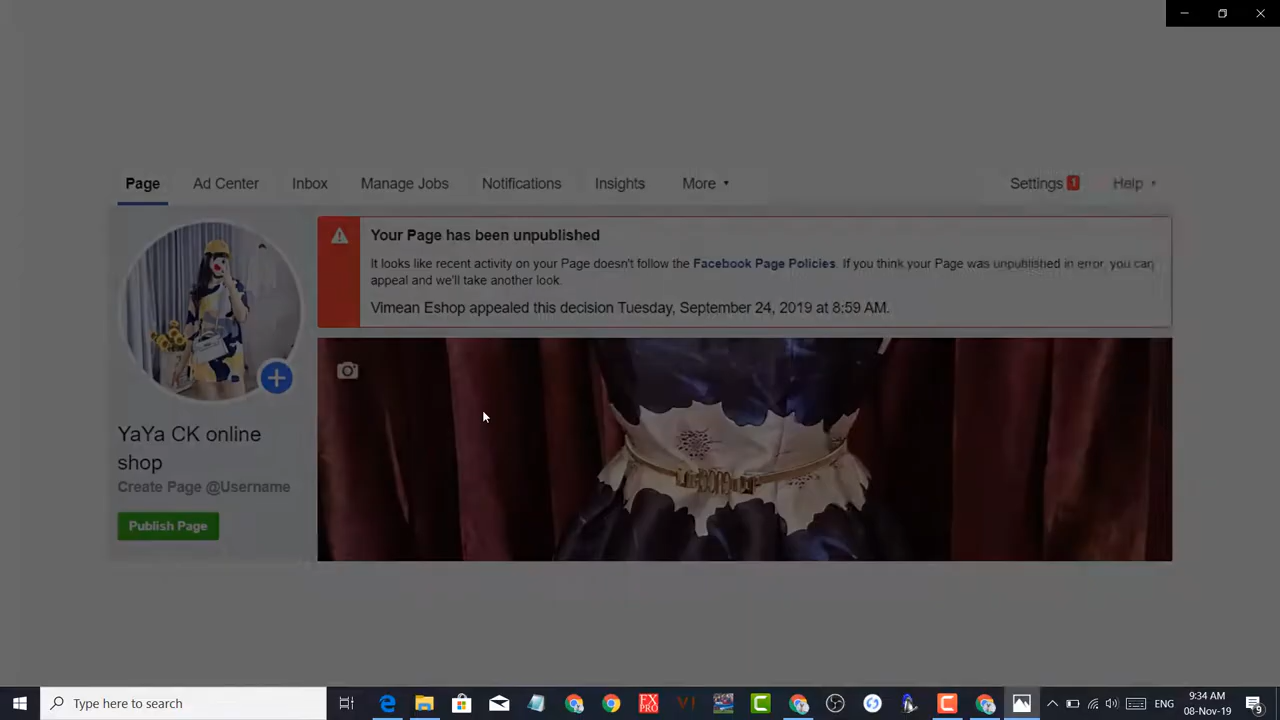 Page Ad Center Inbox Manage Jobs Notifications Insights More Settings 1 Help
Your Page has been unpublished
It looks like recent activity on your Page doesn't follow the Facebook Page Policies. If you think your Page was unpublished in error, you can
appeal and we'll take another look.
Vimean Eshop appealed this decision Tuesday, September 24, 2019 at 8:59 AM.
YaYa CK online
shop
Create Page @Username
Publish Page
Type here to search
FX
PRO
ENG
9:34 AM
08-Nov-19
9